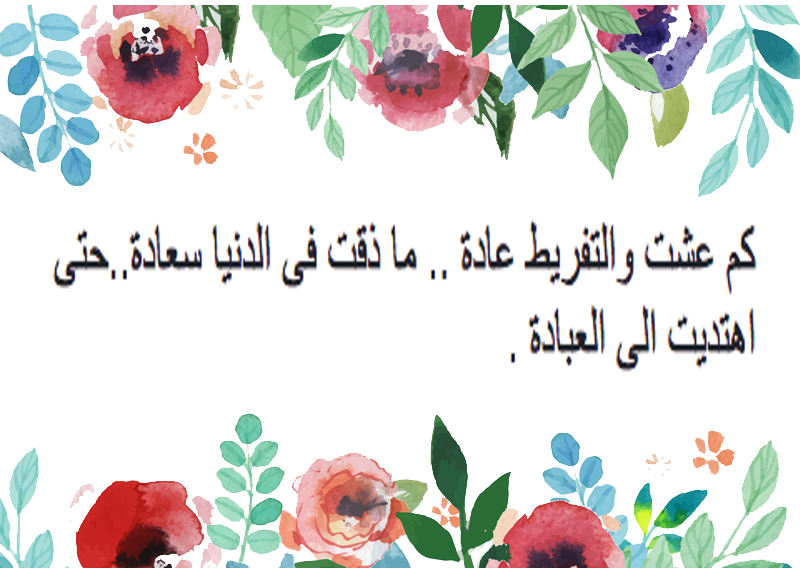 كم عشت والتفريط عادة .. ما ذقت فى الدنيا سعادة..حتى
اهتديت الى العبادة .